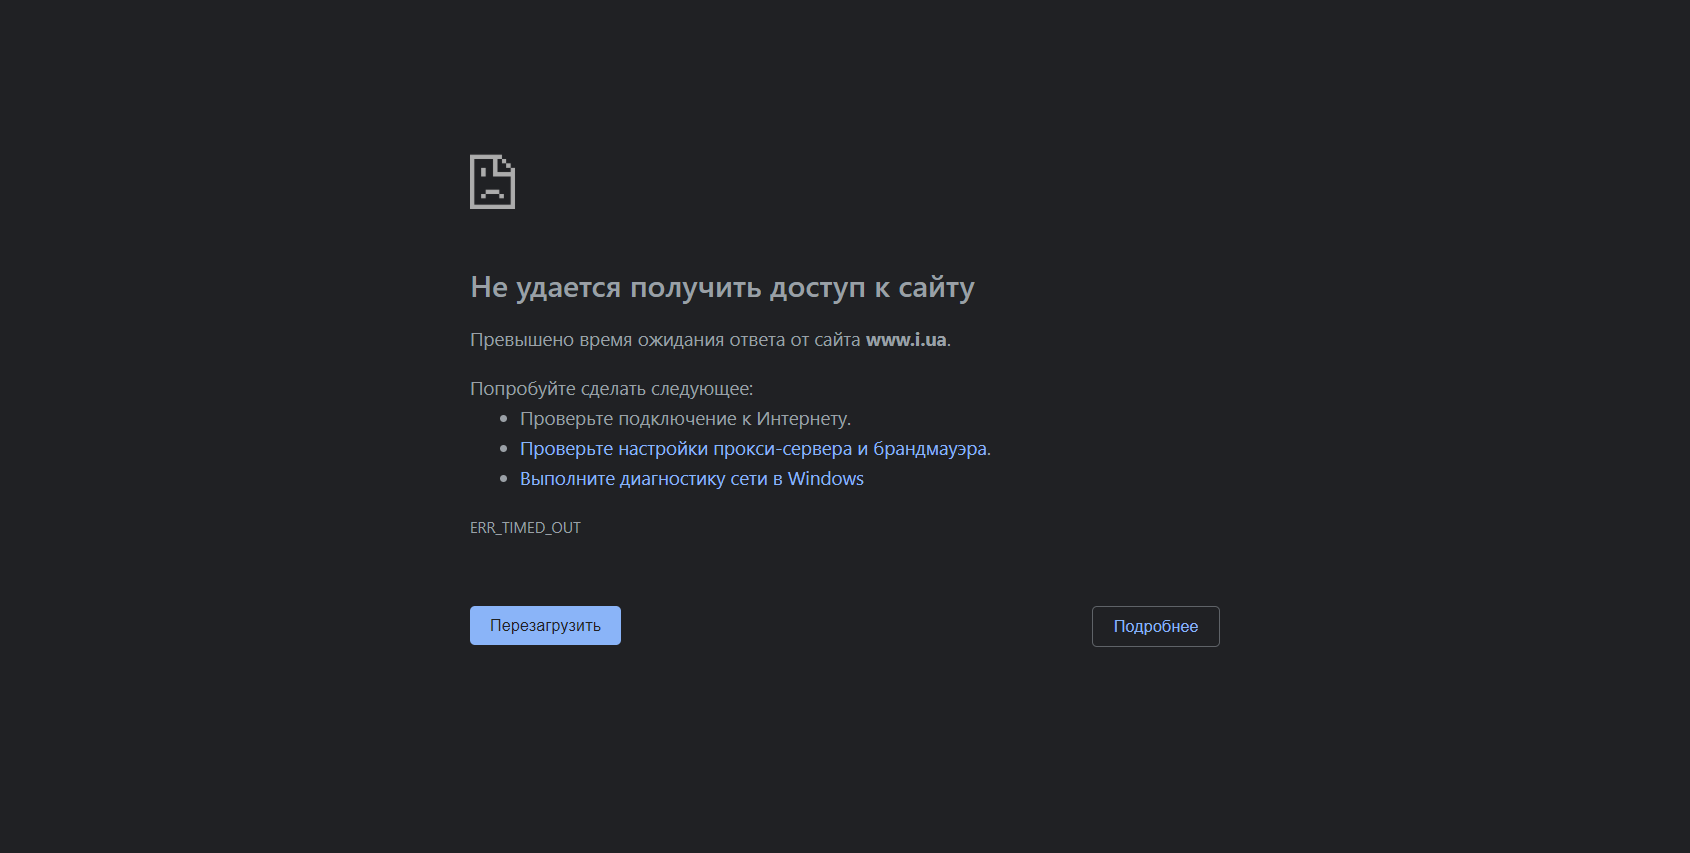 Не удается получить доступ к сайту
Превышено время ожидания ответа от сайта www.i.ua.
Попробуйте сделать следующее:
Проверьте подключение к Интернету.
Проверьте настройки прокси-сервера и брандмауэра.
Выполните диагностику сети в Windows
ERR_TIMED_OUT
Перезагрузить
Подробнее